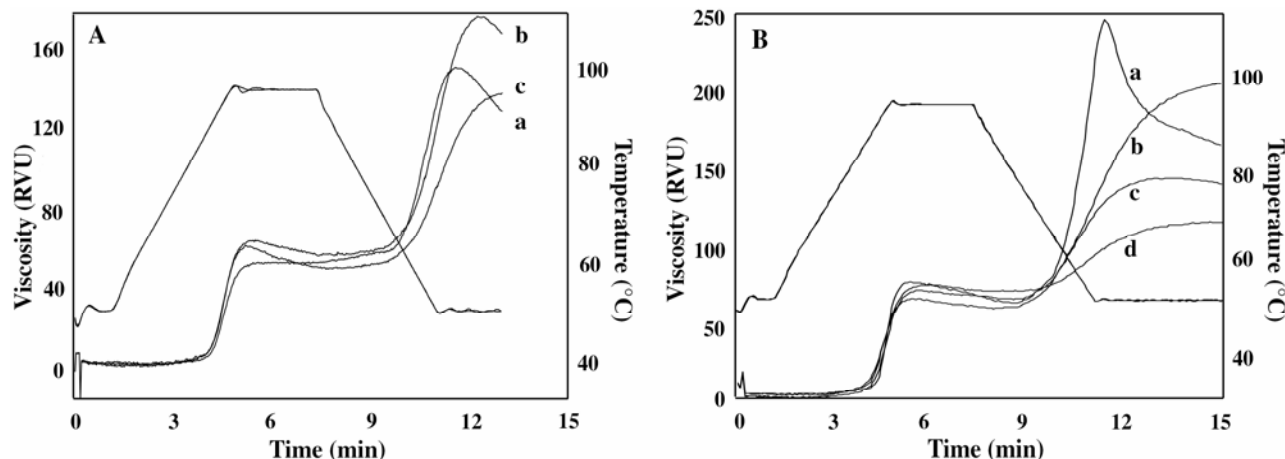 A
Viscosity (RVU)
160
120
80
40
0
100
80
60
40
Temperature (°C)
b
c
a
0 3 6 9 12 15
Time (min)
B
Viscosity (RVU)
250
200
150
100
50
0
100
80
60
40
Temperature (°C)
a
b
c
d
0 3 6 9 12 15
Time (min)